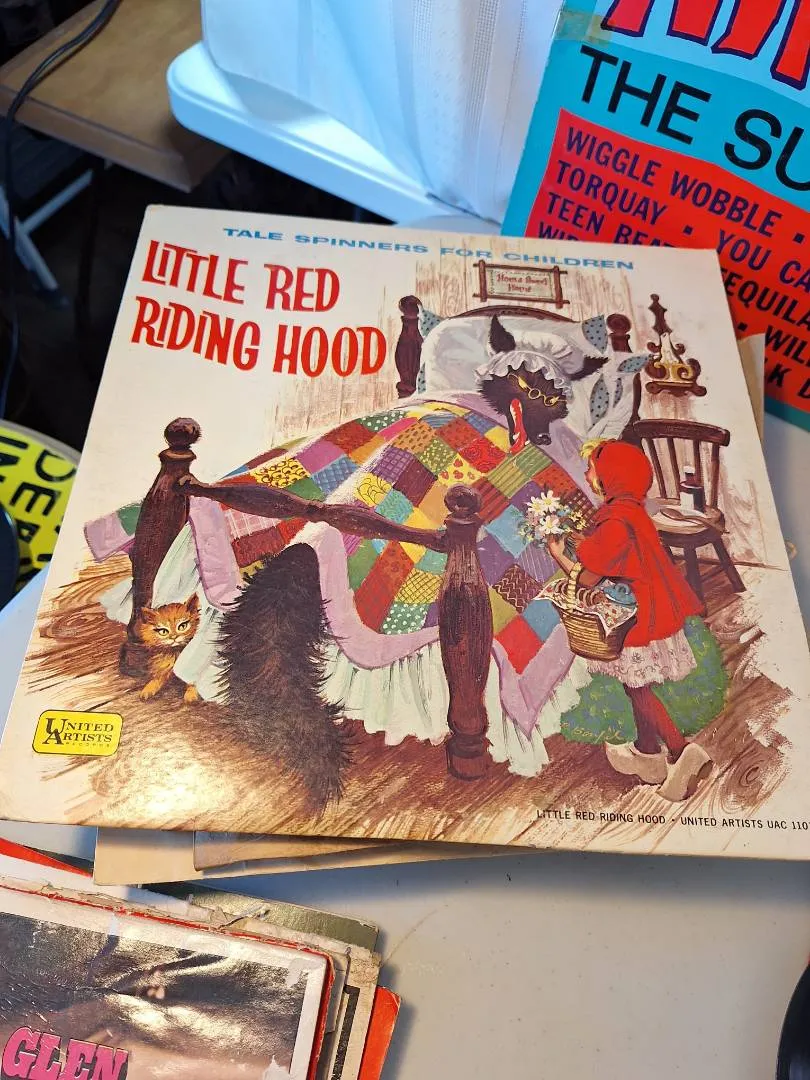 THE SU
WIGGLE WOBBLE •
TORQUAY • YOU CA
TEEN BEA
TEQUILA
WIL
TALE SPINNERS FOR CHILDREN
LITTLE RED
RIDING HOOD
Home Sweet
Home
UNITED
ARTISTS
RECORDS
LITTLE RED RIDING HOOD • UNITED ARTISTS UAC 110
GLEN